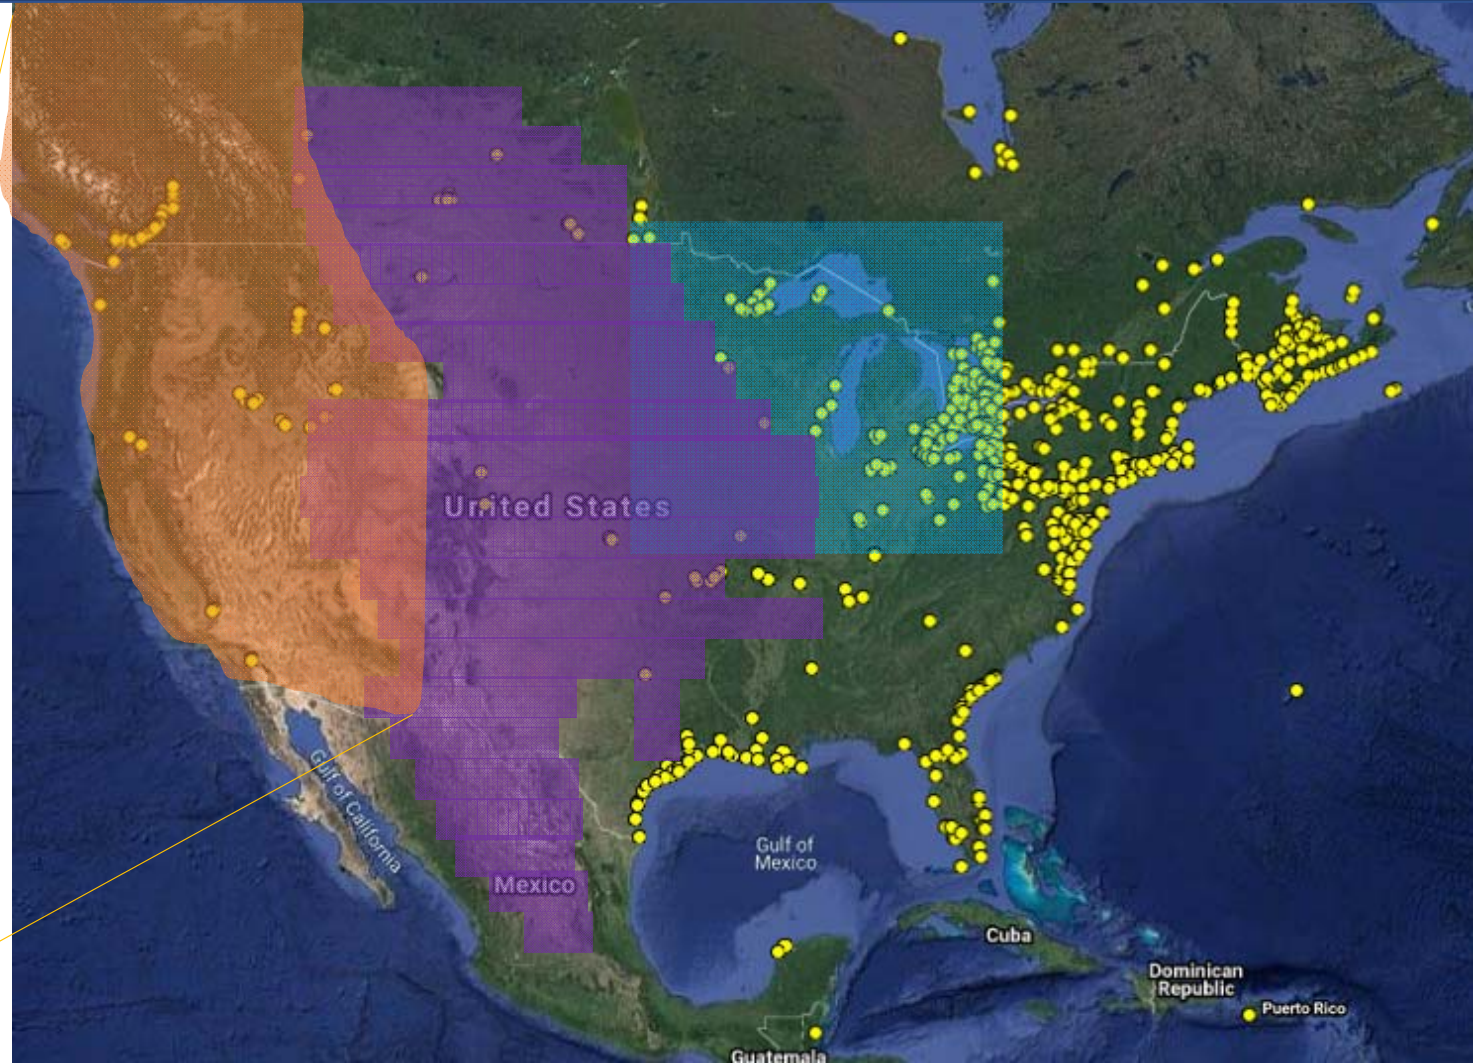 United States
Gulf of California
Gulf of
Mexico
Mexico
Cuba
Dominican
Republic
Puerto Rico
Guatemala